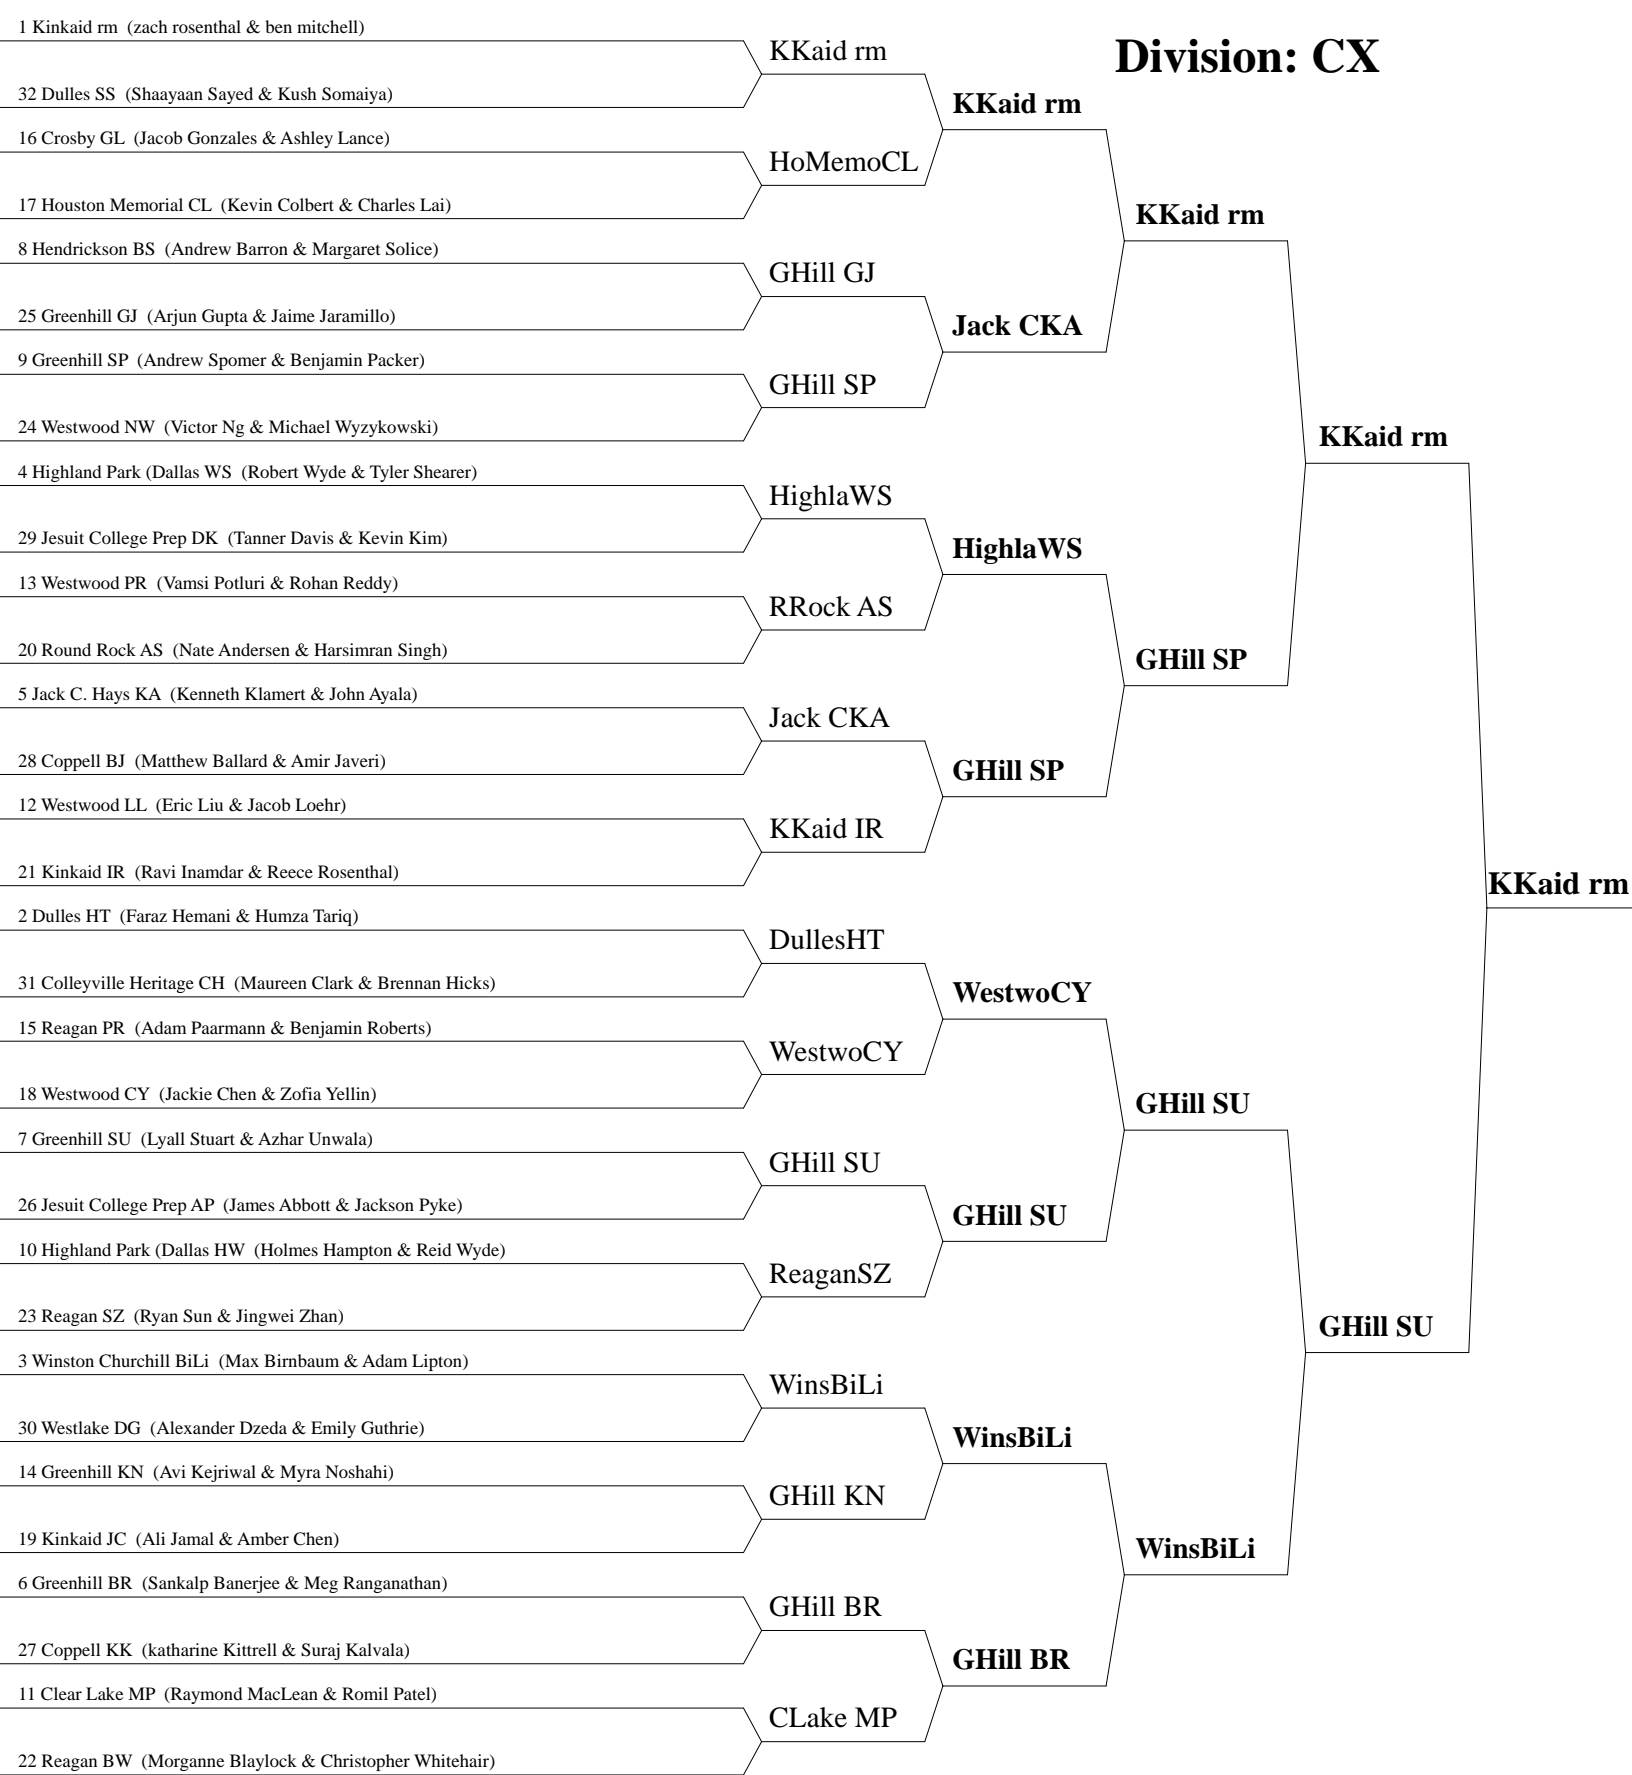 Division: CX
1 Kinkaid rm (zach rosenthal & ben mitchell)
32 Dulles SS (Shaayaan Sayed & Kush Somaiya)
16 Crosby GL (Jacob Gonzales & Ashley Lance)
17 Houston Memorial CL (Kevin Colbert & Charles Lai)
8 Hendrickson BS (Andrew Barron & Margaret Solice)
25 Greenhill GJ (Arjun Gupta & Jaime Jaramillo)
9 Greenhill SP (Andrew Spomer & Benjamin Packer)
24 Westwood NW (Victor Ng & Michael Wyzykowski)
4 Highland Park (Dallas WS (Robert Wyde & Tyler Shearer)
29 Jesuit College Prep DK (Tanner Davis & Kevin Kim)
13 Westwood PR (Vamsi Potluri & Rohan Reddy)
20 Round Rock AS (Nate Andersen & Harsimran Singh)
5 Jack C. Hays KA (Kenneth Klamert & John Ayala)
28 Coppell BJ (Matthew Ballard & Amir Javeri)
12 Westwood LL (Eric Liu & Jacob Loehr)
21 Kinkaid IR (Ravi Inamdar & Reece Rosenthal)
2 Dulles HT (Faraz Hemani & Humza Tariq)
31 Colleyville Heritage CH (Maureen Clark & Brennan Hicks)
15 Reagan PR (Adam Paarmann & Benjamin Roberts)
18 Westwood CY (Jackie Chen & Zofia Yellin)
7 Greenhill SU (Lyall Stuart & Azhar Unwala)
26 Jesuit College Prep AP (James Abbott & Jackson Pyke)
10 Highland Park (Dallas HW (Holmes Hampton & Reid Wyde)
23 Reagan SZ (Ryan Sun & Jingwei Zhan)
3 Winston Churchill BiLi (Max Birnbaum & Adam Lipton)
30 Westlake DG (Alexander Dzeda & Emily Guthrie)
14 Greenhill KN (Avi Kejriwal & Myra Noshahi)
19 Kinkaid JC (Ali Jamal & Amber Chen)
6 Greenhill BR (Sankalp Banerjee & Meg Ranganathan)
27 Coppell KK (katharine Kittrell & Suraj Kalvala)
11 Clear Lake MP (Raymond MacLean & Romil Patel)
22 Reagan BW (Morganne Blaylock & Christopher Whitehair)
KKaid rm
HoMemoCL
GHill GJ
GHill SP
HighlaWS
RRock AS
Jack CKA
KKaid IR
DullesHT
WestwoCY
GHill SU
ReaganSZ
WinsBiLi
GHill KN
GHill BR
CLake MP
KKaid rm
Jack CKA
HighlaWS
GHill SP
WestwoCY
GHill SU
WinsBiLi
GHill BR
KKaid rm
GHill SP
GHill SU
WinsBiLi
KKaid rm
GHill SU
KKaid rm